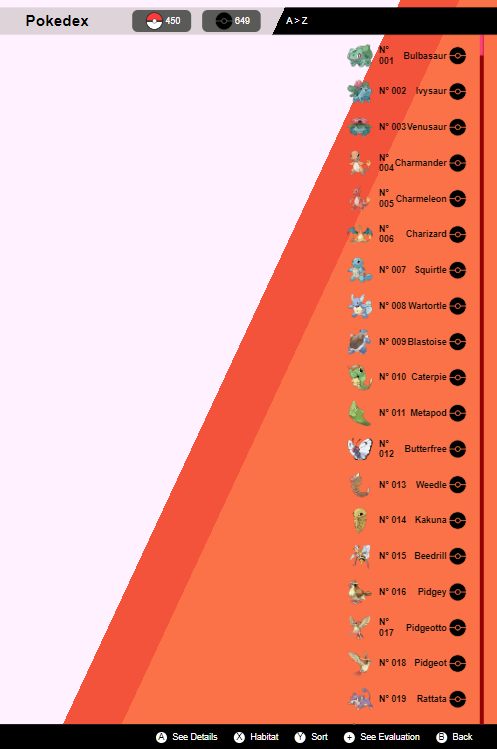 Pokedex 450 649 A > Z
N° 001 Bulbasaur
N° 002 Ivysaur
N° 003 Venusaur
N° 004 Charmander
N° 005 Charmeleon
N° 006 Charizard
N° 007 Squirtle
N° 008 Wartortle
N° 009 Blastoise
N° 010 Caterpie
N° 011 Metapod
N° 012 Butterfree
N° 013 Weedle
N° 014 Kakuna
N° 015 Beedrill
N° 016 Pidgey
N° 017 Pidgeotto
N° 018 Pidgeot
N° 019 Rattata
A See Details X Habitat Y Sort + See Evaluation B Back